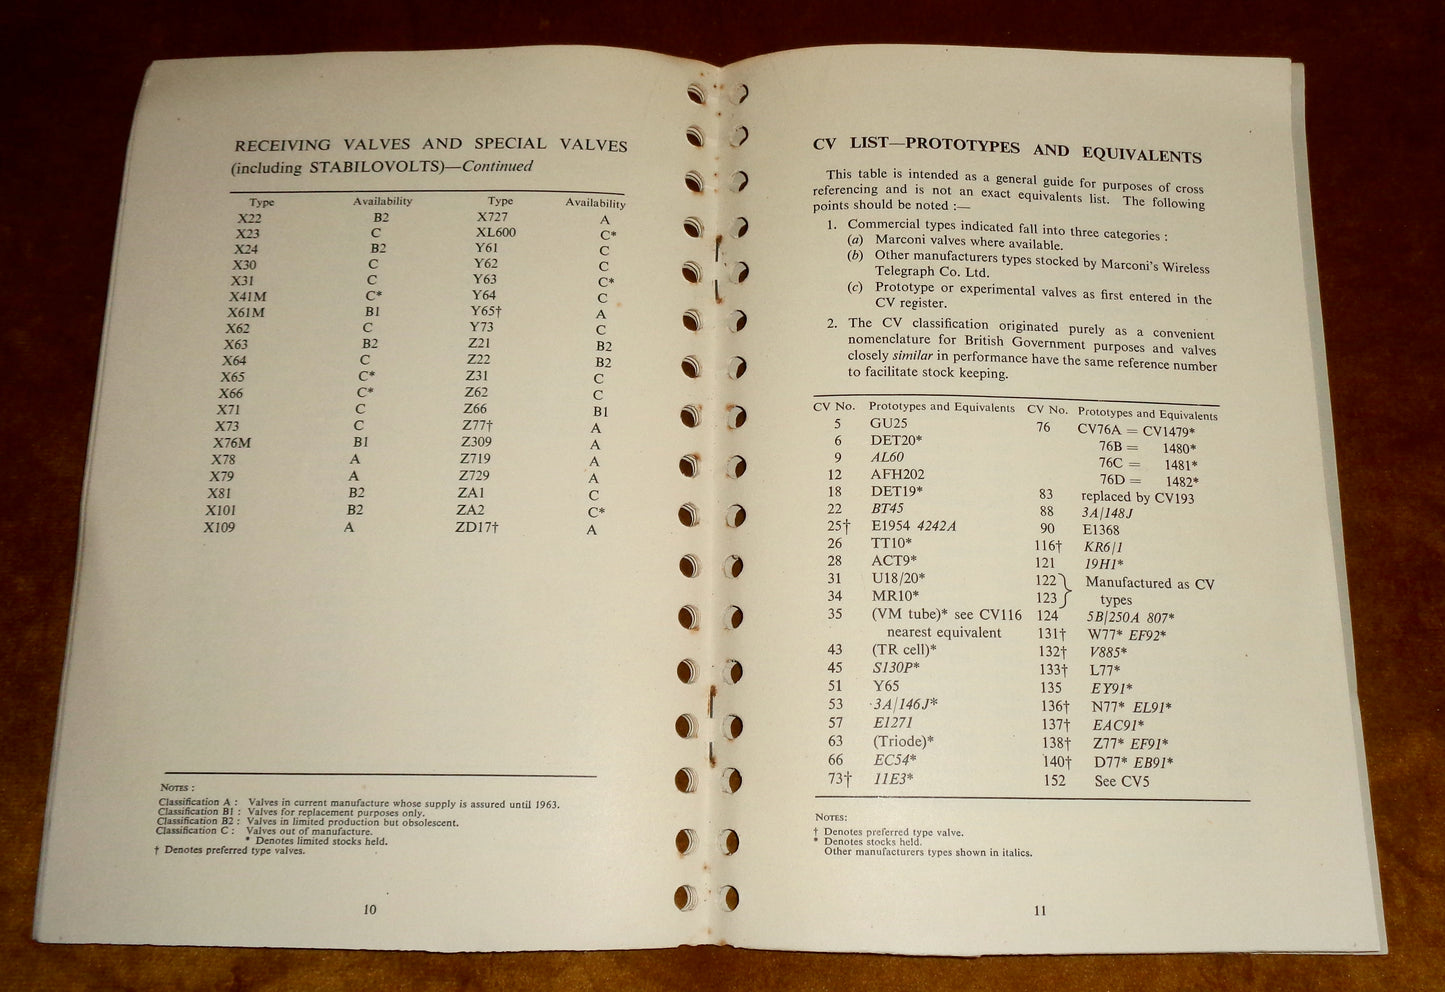 RECEIVING VALVES AND SPECIAL VALVES
(including STABILOVOLTS)—Continued
Type Availability Type Availability
X22 B2 X727 A
X23 C XL600 C*
X24 B2 Y61 C
X30 C Y62 C
X31 C Y63 C*
X41M C* Y64 C
X61M B1 Y65† A
X62 C Y73 C
X63 B2 Z21 B2
X64 C Z22 B2
X65 C* Z31 C
X66 C* Z62 C
X71 C Z66 B1
X73 C Z77† A
X76M B1 Z309 A
X78 A Z719 A
X79 A Z729 A
X81 B2 ZA1 C
X101 B2 ZA2 C*
X109 A ZD17† A
NOTES :
Classification A : Valves in current manufacture whose supply is assured until 1963.
Classification B1 : Valves for replacement purposes only.
Classification B2 : Valves in limited production but obsolescent.
Classification C : Valves out of manufacture.
* Denotes limited stocks held.
† Denotes preferred type valves.
10
CV LIST—PROTOTYPES AND EQUIVALENTS
This table is intended as a general guide for purposes of cross
referencing and is not an exact equivalents list. The following
points should be noted :—
1. Commercial types indicated fall into three categories :
(a) Marconi valves where available.
(b) Other manufacturers types stocked by Marconi's Wireless
Telegraph Co. Ltd.
(c) Prototype or experimental valves as first entered in the
CV register.
2. The CV classification originated purely as a convenient
nomenclature for British Government purposes and valves
closely similar in performance have the same reference number
to facilitate stock keeping.
CV No. Prototypes and Equivalents CV No. Prototypes and Equivalents
5 GU25 76 CV76A = CV1479*
6 DET20* 76B = 1480*
9 AL60 76C = 1481*
12 AFH202 76D = 1482*
18 DET19* 83 replaced by CV193
22 BT45 88 3A/148J
25† E1954 4242A 90 E1368
26 TT10* 116† KR6/1
28 ACT9* 121 19H1*
31 U18/20* 122 } Manufactured as CV
34 MR10* 123 } types
35 (VM tube)* see CV116 124 5B/250A 807*
nearest equivalent 131† W77* EF92*
43 (TR cell)* 132† V885*
45 S130P* 133† L77*
51 Y65 135 EY91*
53 3A/146J* 136† N77* EL91*
57 E1271 137† EAC91*
63 (Triode)* 138† Z77* EF91*
66 EC54* 140† D77* EB91*
73† 11E3* 152 See CV5
NOTES:
† Denotes preferred type valve.
* Denotes stocks held.
Other manufacturers types shown in italics.
11